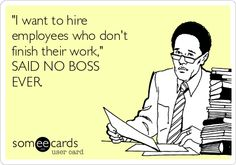 "I want to hire
employees who don't
finish their work,"
SAID NO BOSS
EVER.
someecards
user card